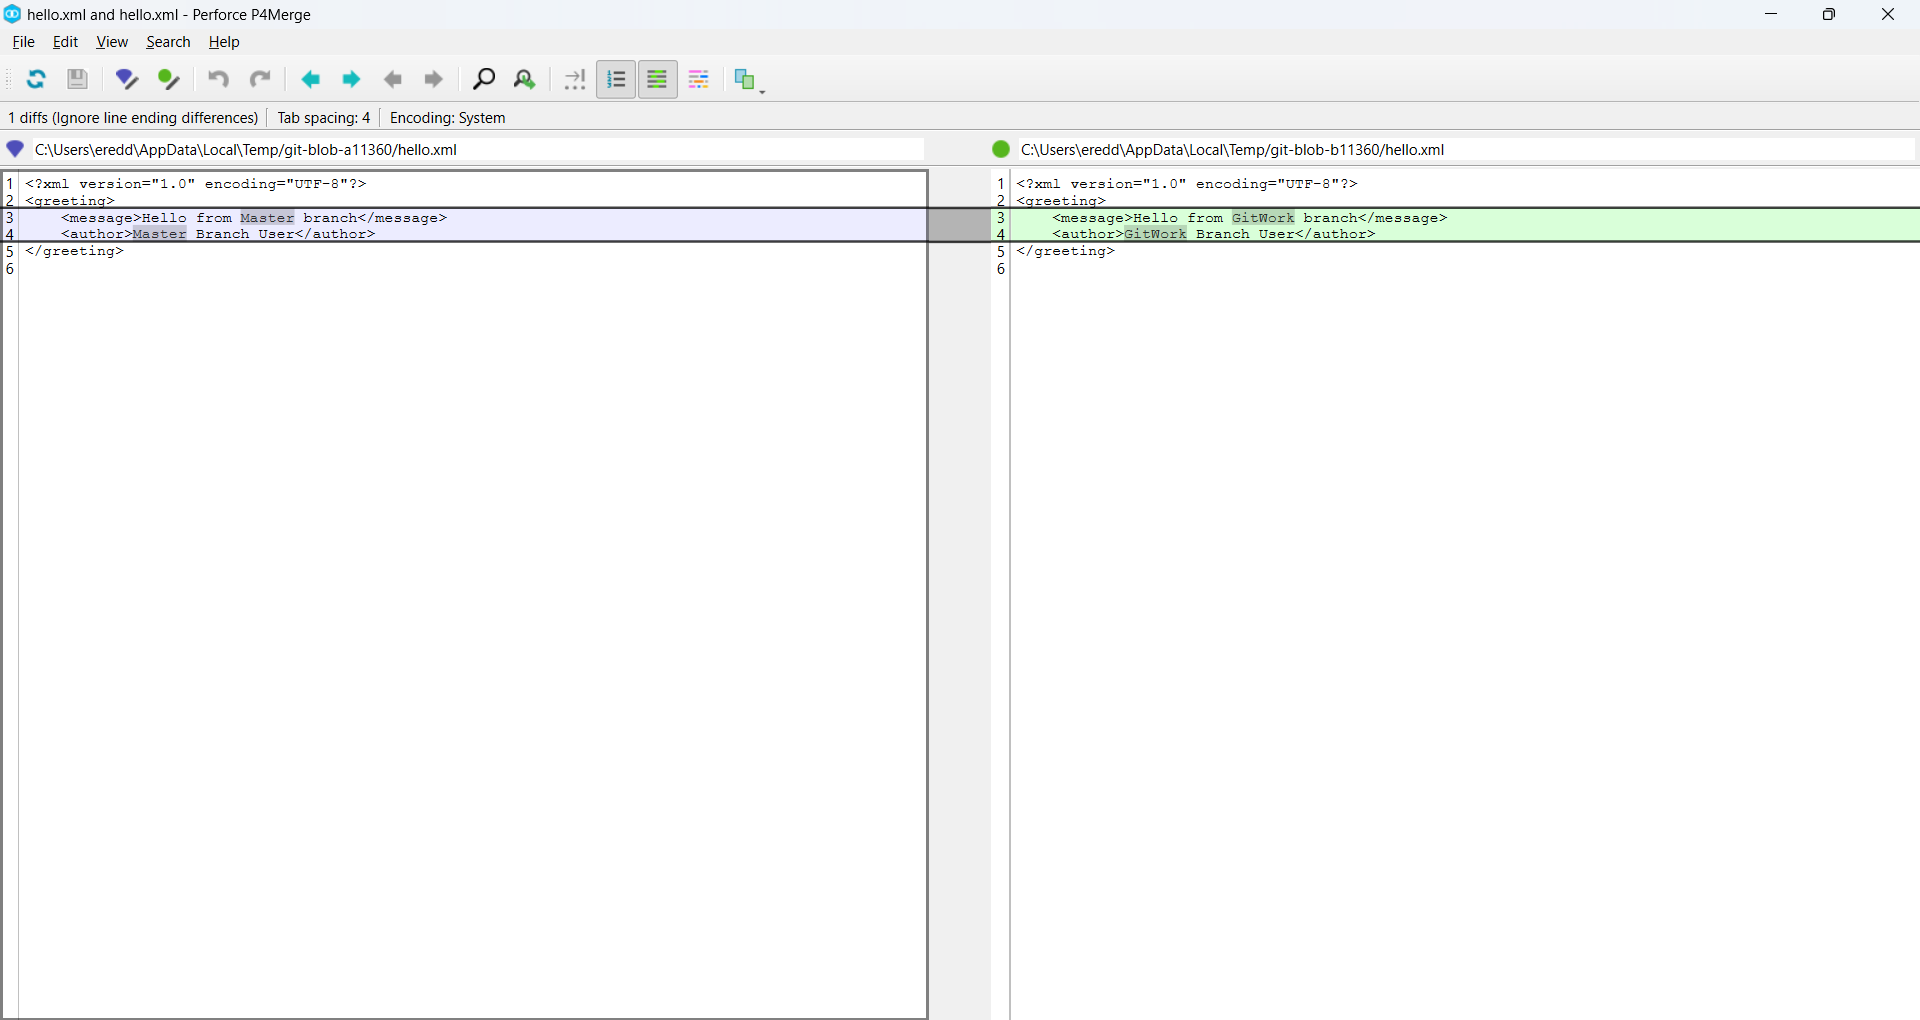 hello.xml and hello.xml - Perforce P4Merge
File Edit View Search Help
1 diffs (Ignore line ending differences) Tab spacing: 4 Encoding: System
C:\Users\eredd\AppData\Local\Temp/git-blob-a11360/hello.xml
1 <?xml version="1.0" encoding="UTF-8"?>
2 <greeting>
3     <message>Hello from Master branch</message>
4     <author>Master Branch User</author>
5 </greeting>
6
C:\Users\eredd\AppData\Local\Temp/git-blob-b11360/hello.xml
1 <?xml version="1.0" encoding="UTF-8"?>
2 <greeting>
3     <message>Hello from GitWork branch</message>
4     <author>GitWork Branch User</author>
5 </greeting>
6